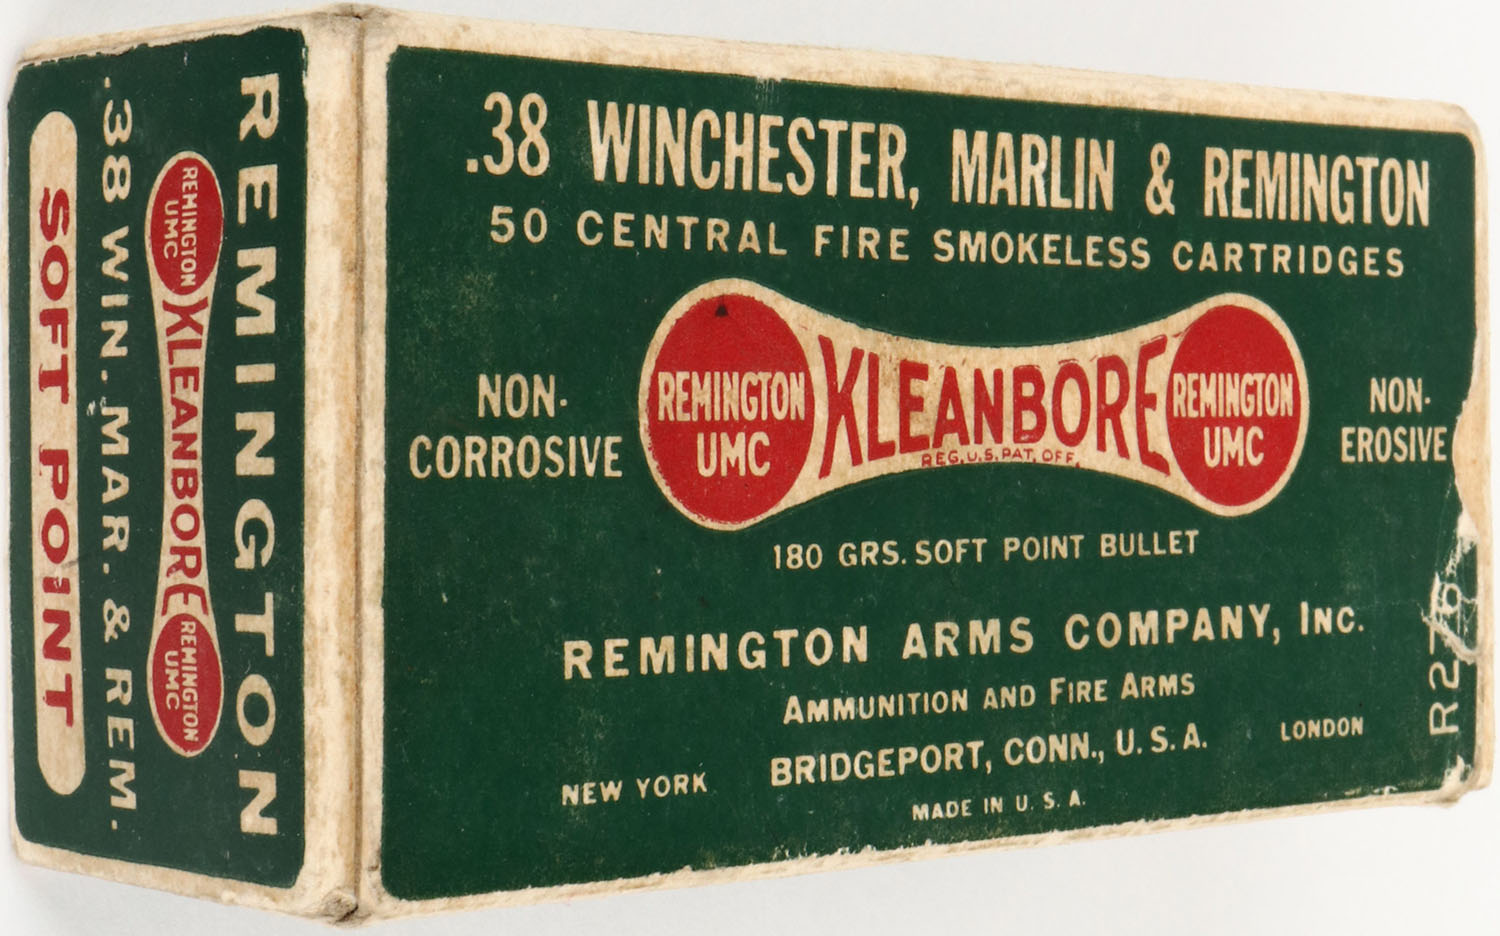 REMINGTON
REMINGTON
UMC
KLEANBORE
REMINGTON
UMC
.38 WIN. MAR. & REM.
SOFT POINT
.38 WINCHESTER, MARLIN & REMINGTON
50 CENTRAL FIRE SMOKELESS CARTRIDGES
NON-
CORROSIVE
REMINGTON
UMC
KLEANBORE
REG. U.S. PAT. OFF.
REMINGTON
UMC
NON-
EROSIVE
180 GRS. SOFT POINT BULLET
REMINGTON ARMS COMPANY, INC.
AMMUNITION AND FIRE ARMS
NEW YORK
BRIDGEPORT, CONN., U. S. A.
LONDON
MADE IN U. S. A.